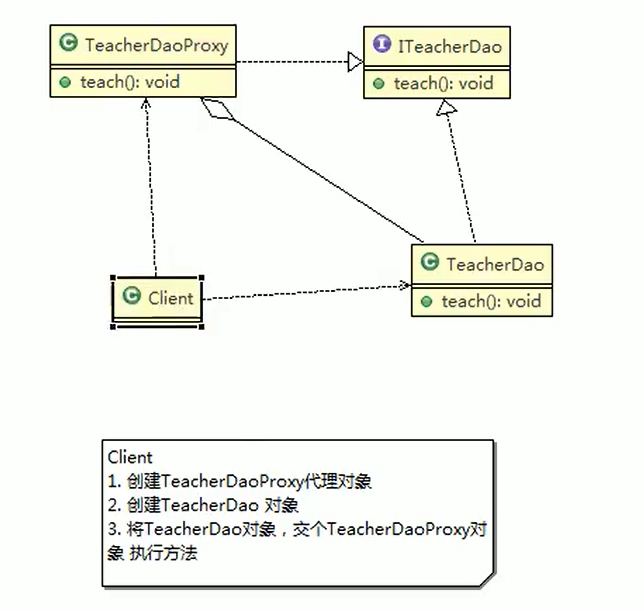 TeacherDaoProxy
teach(): void
ITeacherDao
teach(): void
Client
TeacherDao
teach(): void
Client
1. 创建TeacherDaoProxy代理对象
2. 创建TeacherDao 对象
3. 将TeacherDao对象，交个TeacherDaoProxy对
象 执行方法